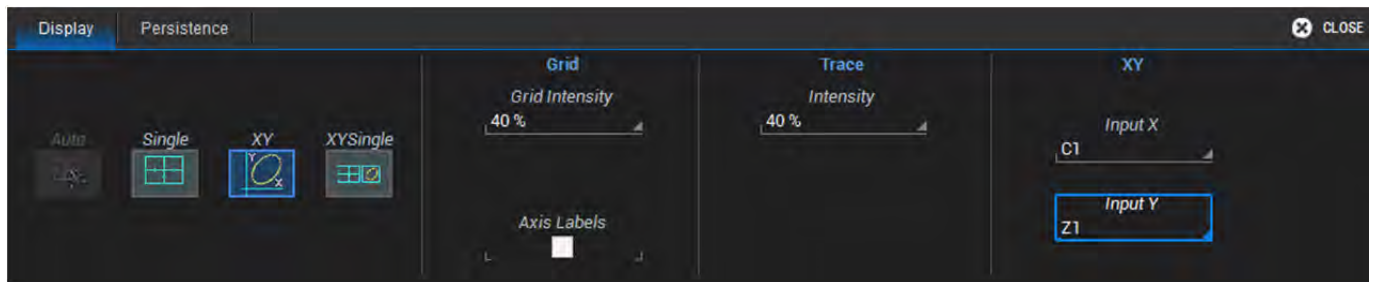 Display Persistence CLOSE
Grid Trace XY
Grid Intensity Intensity
40 % 40 % Input X
Auto Single XY XYSingle C1
Y
X
Axis Labels Input Y
Z1